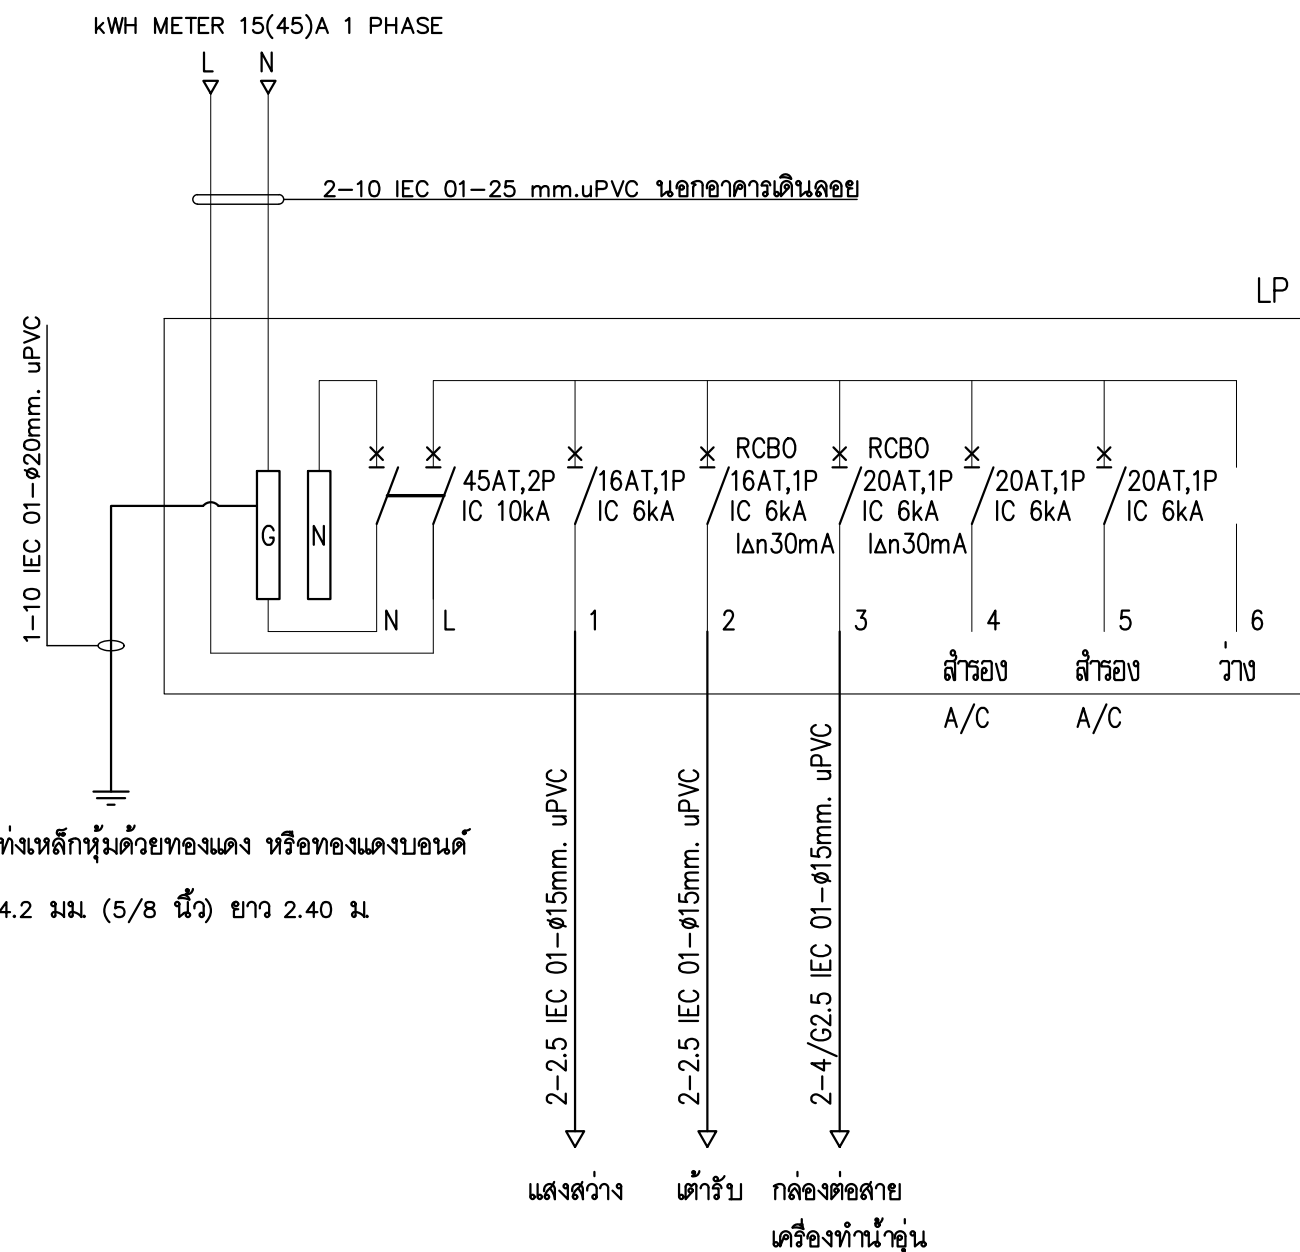 kWH METER 15(45)A 1 PHASE
L N
2-10 IEC 01-25 mm.uPVC นอกอาคารเดินลอย
LP
1-10 IEC 01-ø20mm. uPVC
G
N
45AT,2P
IC 10kA
16AT,1P
IC 6kA
RCBO
16AT,1P
IC 6kA
I∆n30mA
RCBO
20AT,1P
IC 6kA
I∆n30mA
20AT,1P
IC 6kA
20AT,1P
IC 6kA
N L 1 2 3 4 5 6
สำรอง สำรอง ว่าง
A/C A/C
ท่งเหล็กหุ้มด้วยทองแดง หรือทองแดงบอนด์
4.2 มม. (5/8 นิ้ว) ยาว 2.40 ม.
2-2.5 IEC 01-ø15mm. uPVC
2-2.5 IEC 01-ø15mm. uPVC
2-4/G2.5 IEC 01-ø15mm. uPVC
แสงสว่าง เต้ารับ กล่องต่อสาย
เครื่องทำน้ำอุ่น